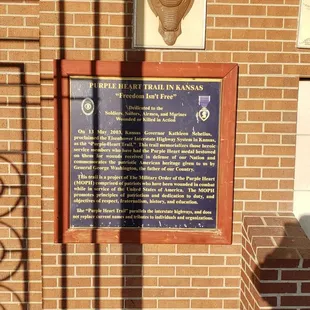 PURPLE HEART TRAIL IN KANSAS
"Freedom Isn't Free"
Dedicated to the
Soldiers, Sailors, Airmen, and Marines
Wounded or Killed in Action
On 13 May 2003, Kansas Governor Kathleen Sebelius,
proclaimed the Eisenhower Interstate Highway System in Kansas,
as the "Purple Heart Trail." This trail memorializes those heroic
service members who have had the Purple Heart medal bestowed
on them for wounds received in defense of our Nation and
commemorates the patriotic American heritage given to us by
General George Washington, the father of our Country.
This trail is a project of The Military Order of the Purple Heart
(MOPH) comprised of patriots who have been wounded in combat
while in service of the United States of America. The MOPH
promotes principles of patriotism and dedication to duty, and
objectives of respect, fraternalism, history, and education.
The "Purple Heart Trail" parallels the interstate highways, and does
not replace current names and tributes to individuals and organizations.